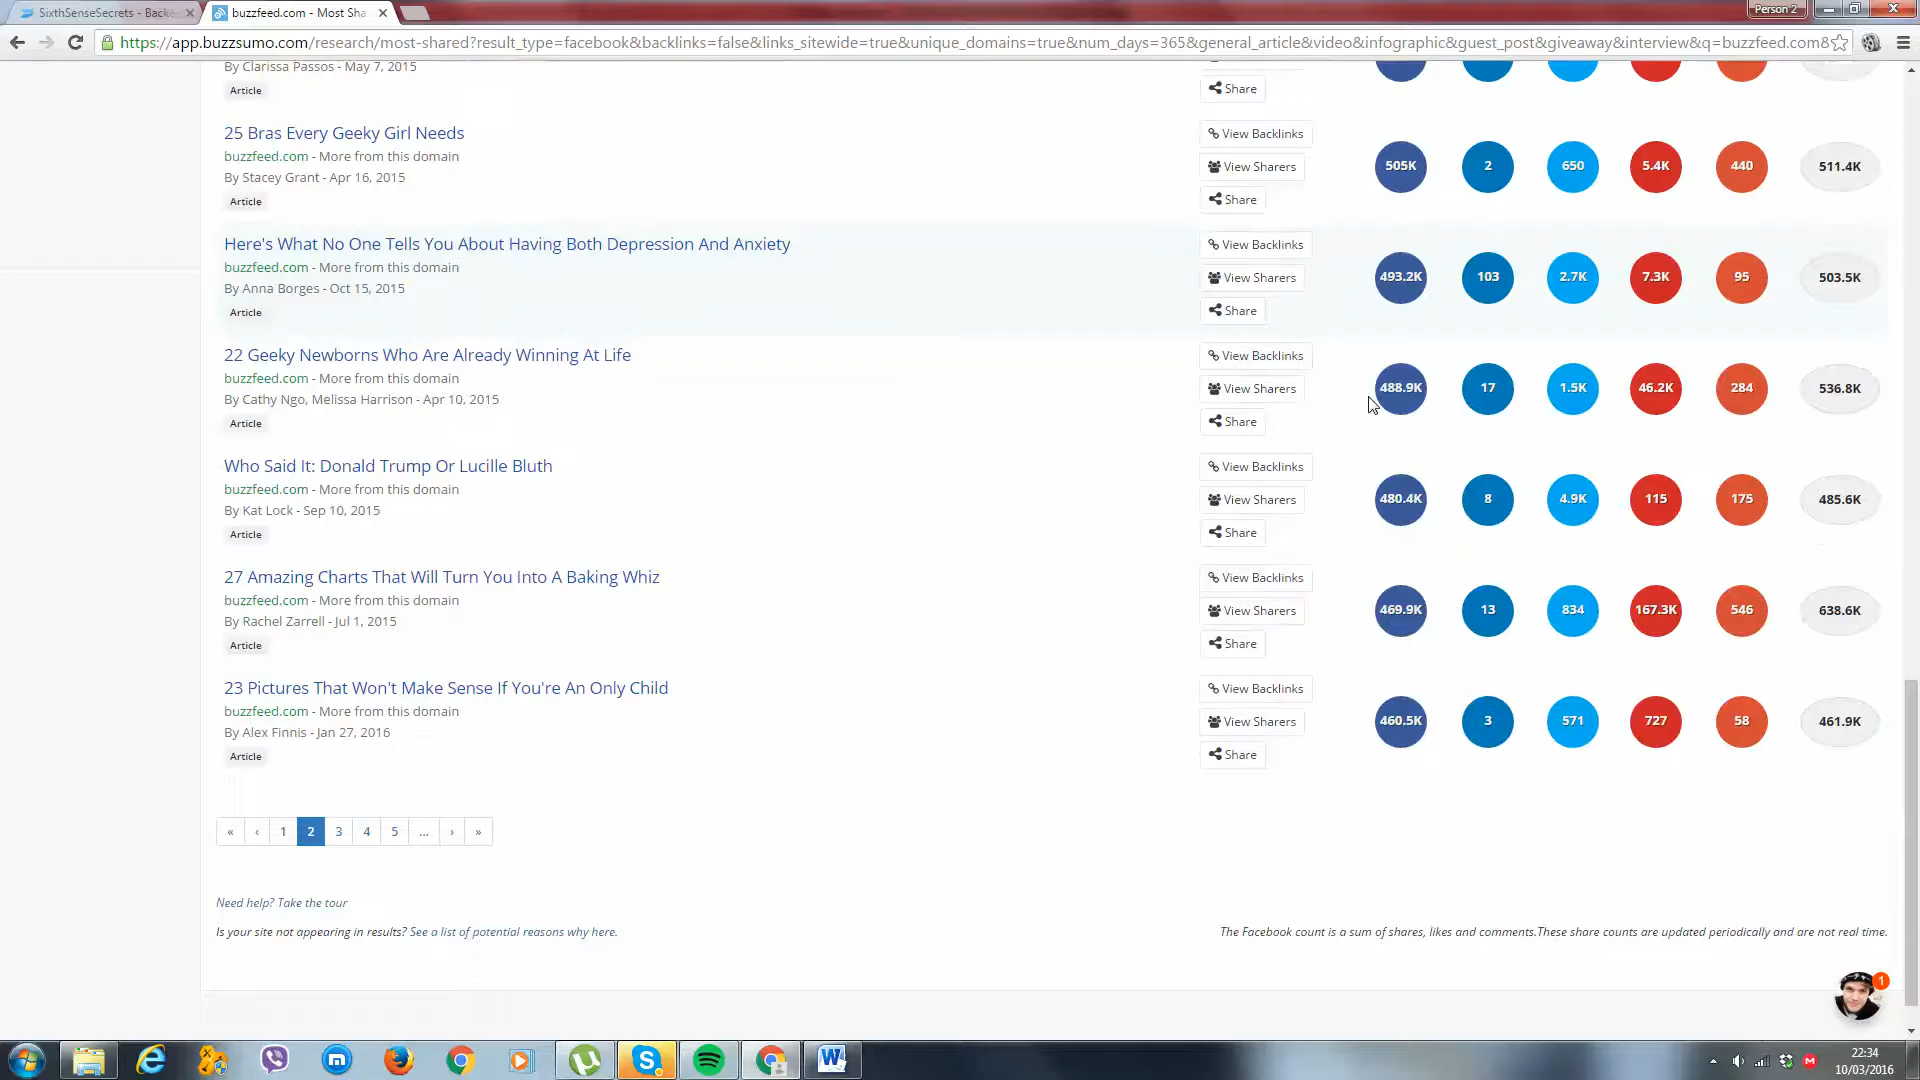 SixthSenseSecrets - Backe
buzzfeed.com - Most Sha
Person 2
https://app.buzzsumo.com/research/most-shared?result_type=facebook&backlinks=false&links_sitewide=true&unique_domains=true&num_days=365&general_article&video&infographic&guest_post&giveaway&interview&q=buzzfeed.com&
By Clarissa Passos - May 7, 2015
Article
Share
25 Bras Every Geeky Girl Needs
buzzfeed.com - More from this domain
By Stacey Grant - Apr 16, 2015
Article
View Backlinks
View Sharers
Share
505K 2 650 5.4K 440 511.4K
Here's What No One Tells You About Having Both Depression And Anxiety
buzzfeed.com - More from this domain
By Anna Borges - Oct 15, 2015
Article
View Backlinks
View Sharers
Share
493.2K 103 2.7K 7.3K 95 503.5K
22 Geeky Newborns Who Are Already Winning At Life
buzzfeed.com - More from this domain
By Cathy Ngo, Melissa Harrison - Apr 10, 2015
Article
View Backlinks
View Sharers
Share
488.9K 17 1.5K 46.2K 284 536.8K
Who Said It: Donald Trump Or Lucille Bluth
buzzfeed.com - More from this domain
By Kat Lock - Sep 10, 2015
Article
View Backlinks
View Sharers
Share
480.4K 8 4.9K 115 175 485.6K
27 Amazing Charts That Will Turn You Into A Baking Whiz
buzzfeed.com - More from this domain
By Rachel Zarrell - Jul 1, 2015
Article
View Backlinks
View Sharers
Share
469.9K 13 834 167.3K 546 638.6K
23 Pictures That Won't Make Sense If You're An Only Child
buzzfeed.com - More from this domain
By Alex Finnis - Jan 27, 2016
Article
View Backlinks
View Sharers
Share
460.5K 3 571 727 58 461.9K
« ‹ 1 2 3 4 5 ... › »
Need help? Take the tour
Is your site not appearing in results? See a list of potential reasons why here.
The Facebook count is a sum of shares, likes and comments.These share counts are updated periodically and are not real time.
1
22:34
10/03/2016